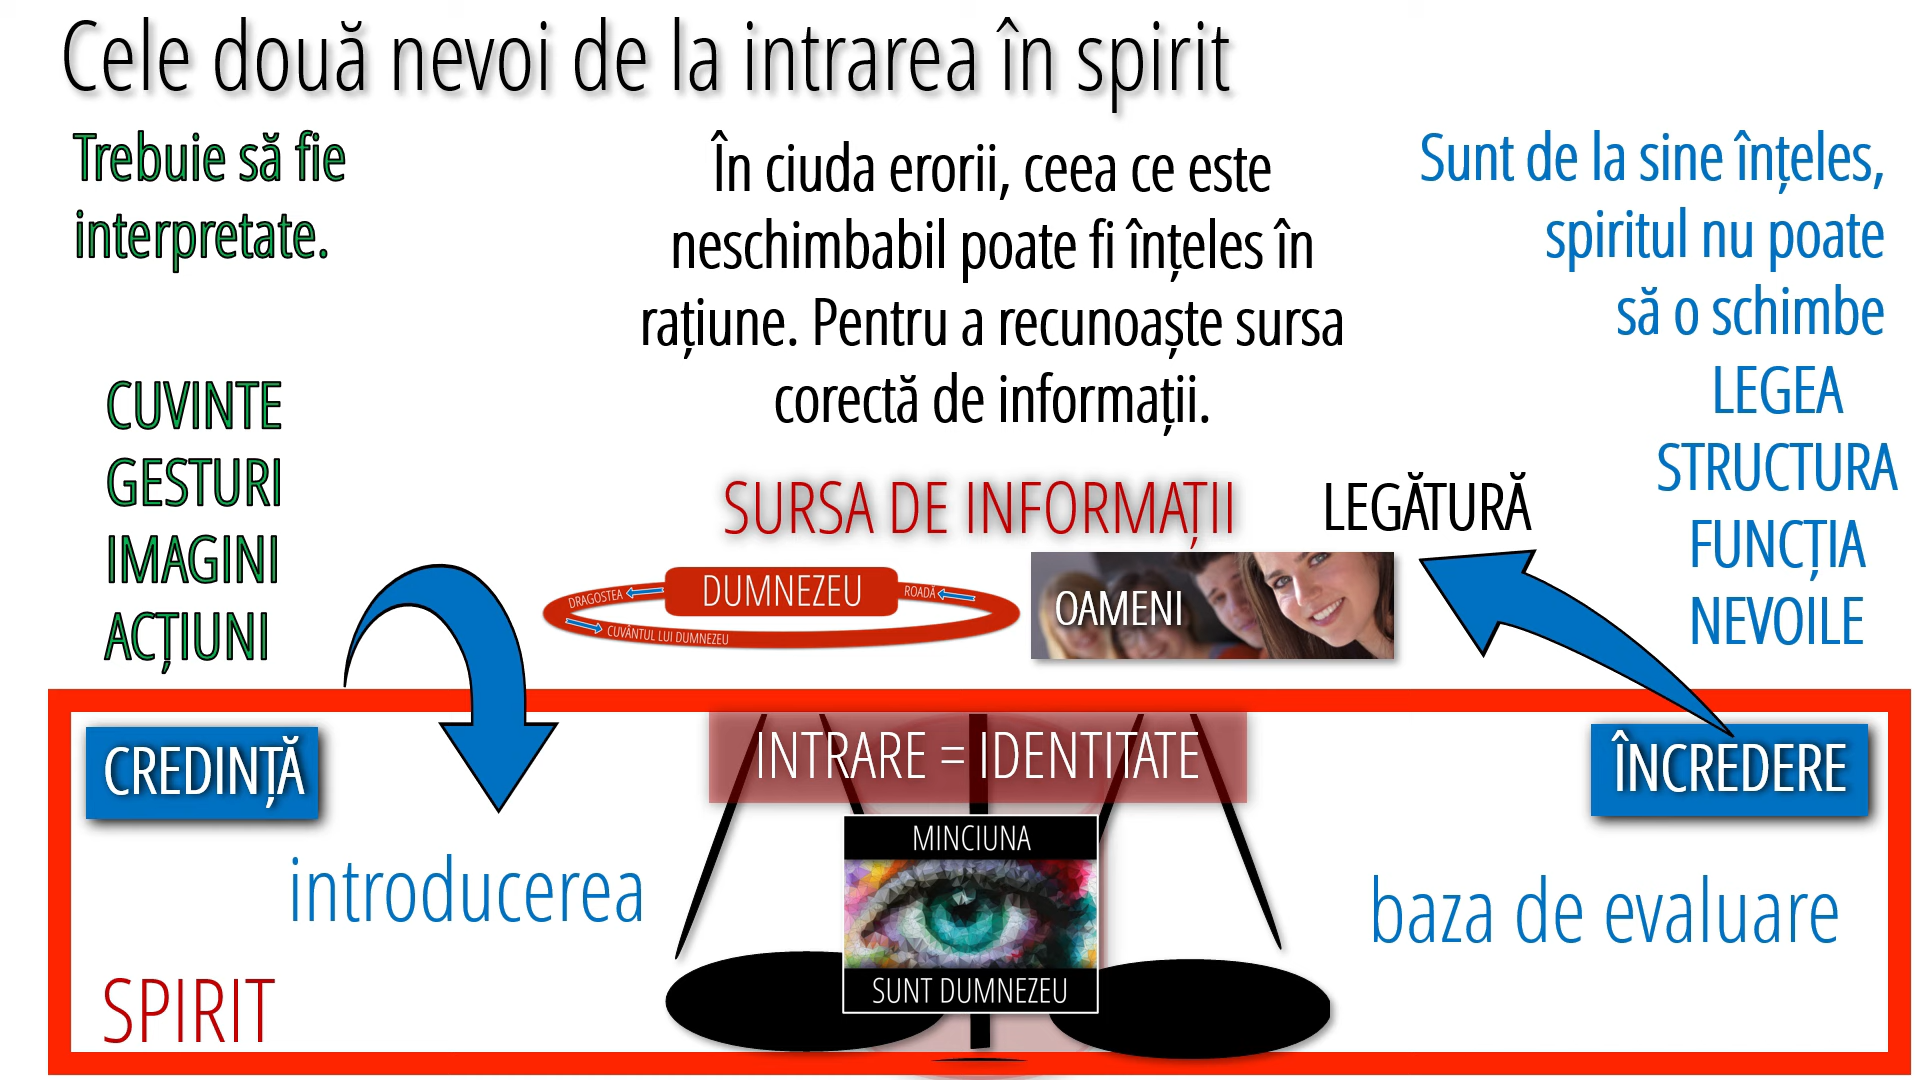 Cele două nevoi de la intrarea în spirit
Trebuie să fie
interpretate.
În ciuda erorii, ceea ce este
neschimbabil poate fi înțeles în
rațiune. Pentru a recunoaște sursa
corectă de informații.
Sunt de la sine înțeles,
spiritul nu poate
să o schimbe
CUVINTE
GESTURI
IMAGINI
ACȚIUNI
LEGEA
STRUCTURA
FUNCȚIA
NEVOILE
SURSA DE INFORMAȚII
LEGĂTURĂ
DUMNEZEU
DRAGOSTEA
ROADĂ
CUVÂNTUL LUI DUMNEZEU
OAMENI
CREDINȚĂ
INTRARE = IDENTITATE
ÎNCREDERE
MINCIUNA
SUNT DUMNEZEU
introducerea
baza de evaluare
SPIRIT